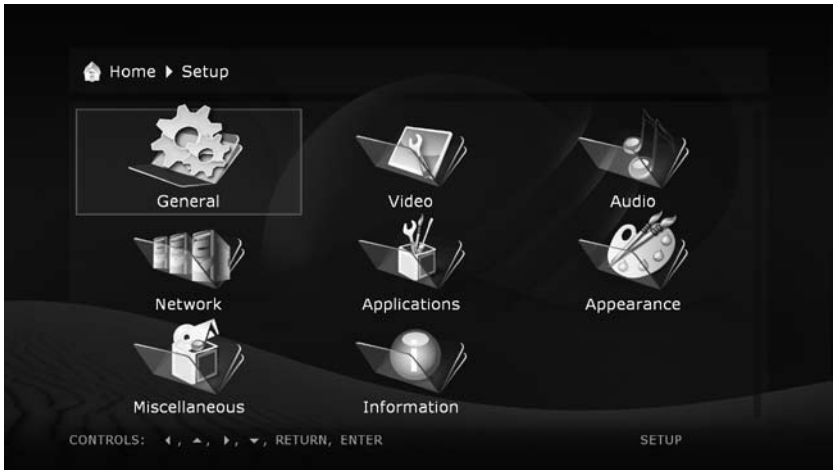 Home ▶ Setup
General Video Audio
Network Applications Appearance
Miscellaneous Information
CONTROLS: ◀, ▲, ▶, ▼, RETURN, ENTER SETUP